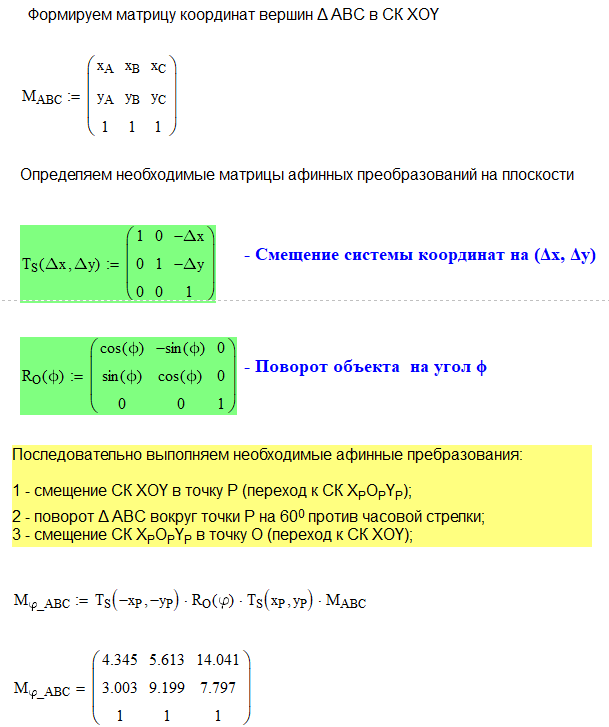 Формируем матрицу координат вершин Δ ABC в СК XOY
M_ABC := ( x_A x_B x_C
y_A y_B y_C
1 1 1 )
Определяем необходимые матрицы афинных преобразований на плоскости
T_S(Δx, Δy) := ( 1 0 −Δx
0 1 −Δy
0 0 1 )
- Смещение системы координат на (Δx, Δy)
R_O(ϕ) := ( cos(ϕ) −sin(ϕ) 0
sin(ϕ) cos(ϕ) 0
0 0 1 )
- Поворот объекта на угол ϕ
Последовательно выполняем необходимые афинные пребразования:
1 - смещение СК XOY в точку P (переход к СК X_PO_PY_P);
2 - поворот Δ ABC вокруг точки P на 60⁰ против часовой стрелки;
3 - смещение СК X_PO_PY_P в точку O (переход к СК XOY);
M_φ_ABC := T_S(−x_P, −y_P) · R_O(φ) · T_S(x_P, y_P) · M_ABC
M_φ_ABC = ( 4.345 5.613 14.041
3.003 9.199 7.797
1 1 1 )